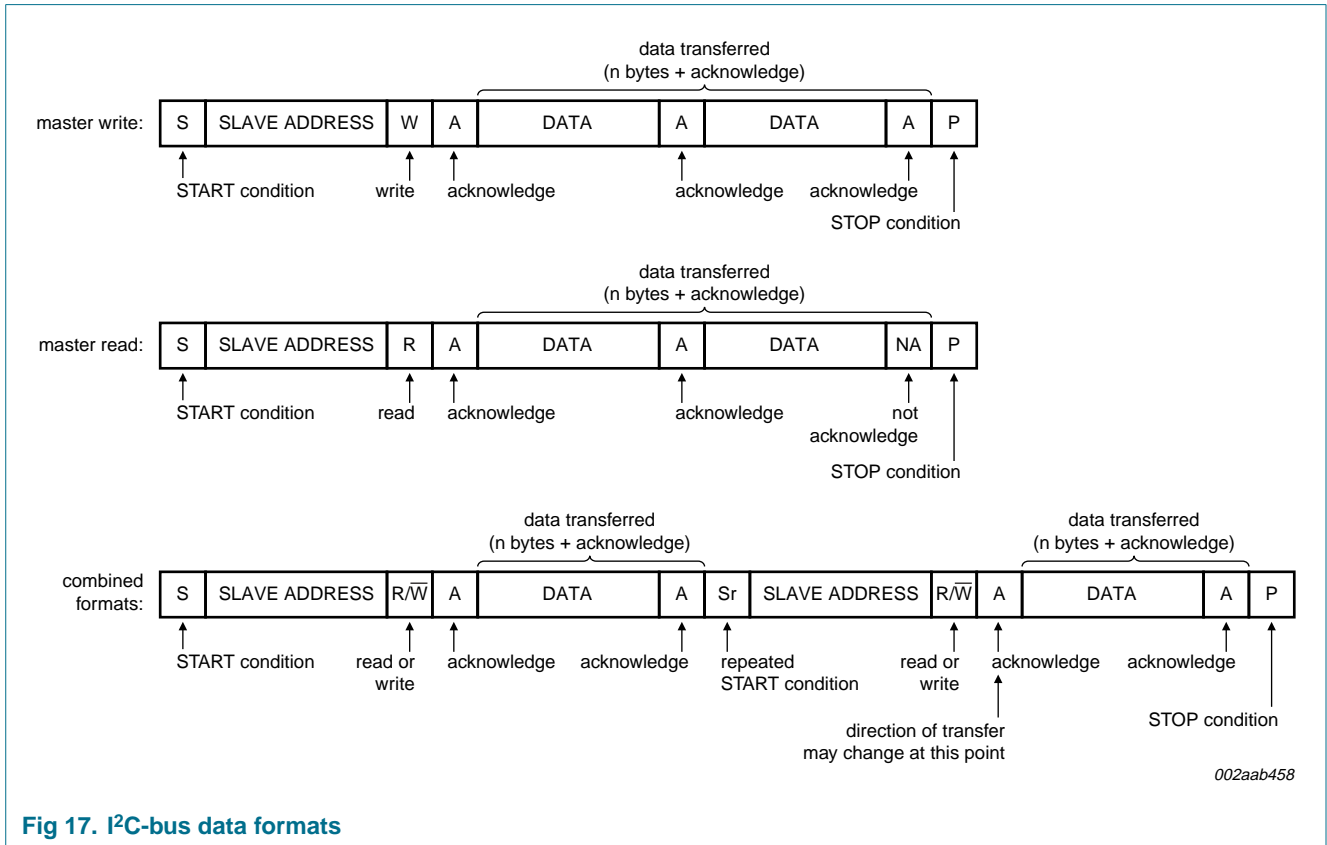 data transferred
(n bytes + acknowledge)
master write: S SLAVE ADDRESS W A DATA A DATA A P
START condition write acknowledge acknowledge acknowledge
STOP condition
data transferred
(n bytes + acknowledge)
master read: S SLAVE ADDRESS R A DATA A DATA NA P
START condition read acknowledge acknowledge not
acknowledge
STOP condition
data transferred data transferred
(n bytes + acknowledge) (n bytes + acknowledge)
combined
formats: S SLAVE ADDRESS R/W̅ A DATA A Sr SLAVE ADDRESS R/W̅ A DATA A P
START condition read or acknowledge acknowledge repeated read or acknowledge acknowledge
write START condition write
STOP condition
direction of transfer
may change at this point
002aab458
Fig 17. I²C-bus data formats